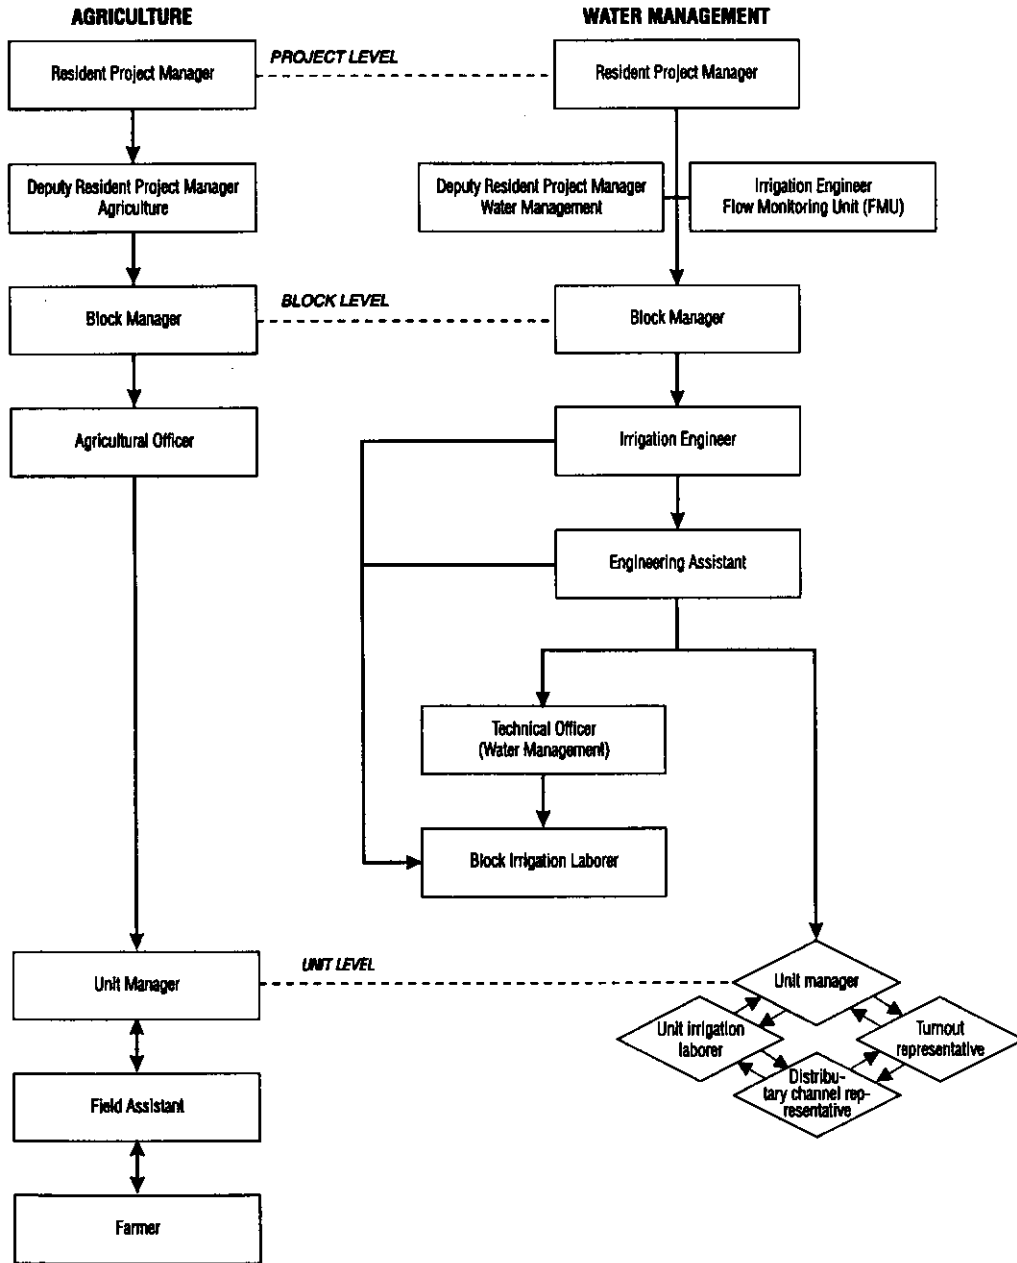 AGRICULTURE
WATER MANAGEMENT
Resident Project Manager
PROJECT LEVEL
Resident Project Manager
Deputy Resident Project Manager
Agriculture
Deputy Resident Project Manager
Water Management
Irrigation Engineer
Flow Monitoring Unit (FMU)
Block Manager
BLOCK LEVEL
Block Manager
Agricultural Officer
Irrigation Engineer
Engineering Assistant
Technical Officer
(Water Management)
Block Irrigation Laborer
Unit Manager
UNIT LEVEL
Unit manager
Unit irrigation
laborer
Turnout
representative
Distribu-
tary channel rep-
resentative
Field Assistant
Farmer